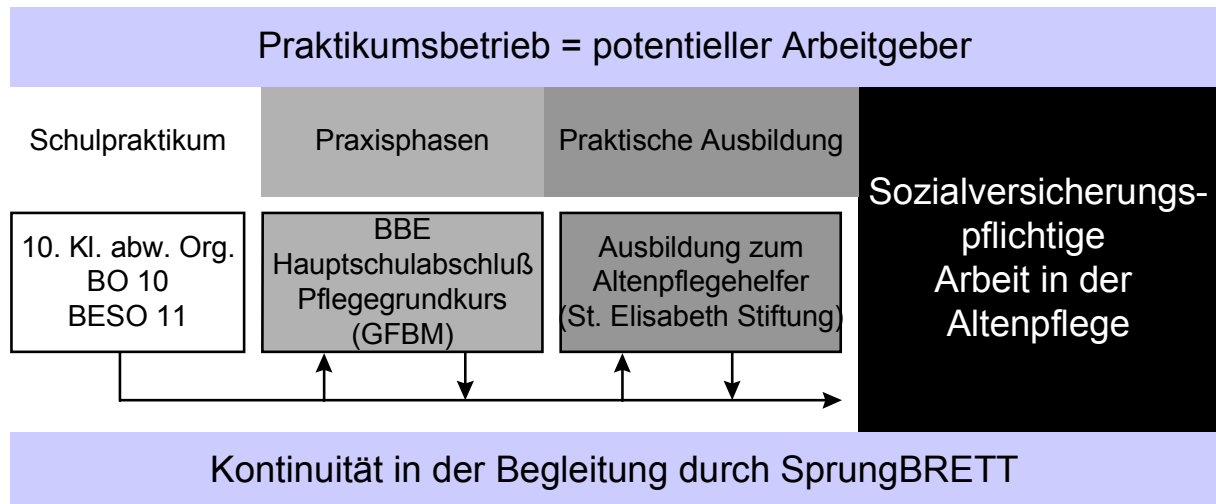 Praktikumsbetrieb = potentieller Arbeitgeber
Schulpraktikum
Praxisphasen
Praktische Ausbildung
10. Kl. abw. Org.
BO 10
BESO 11
BBE
Hauptschulabschluß
Pflegegrundkurs
(GFBM)
Ausbildung zum
Altenpflegehelfer
(St. Elisabeth Stiftung)
Sozialversicherungs-
pflichtige
Arbeit in der
Altenpflege
Kontinuität in der Begleitung durch SprungBRETT